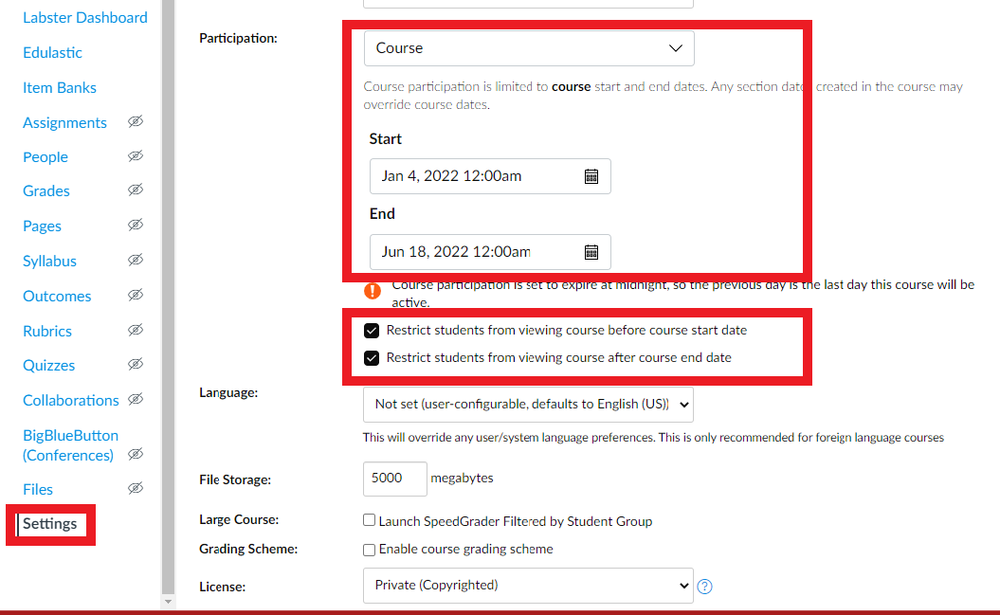 Labster Dashboard
Edulastic
Item Banks
Assignments
People
Grades
Pages
Syllabus
Outcomes
Rubrics
Quizzes
Collaborations
BigBlueButton
(Conferences)
Files
Settings
Participation:
Course
Course participation is limited to course start and end dates. Any section date created in the course may
override course dates.
Start
Jan 4, 2022 12:00am
End
Jun 18, 2022 12:00am
Course participation is set to expire at midnight, so the previous day is the last day this course will be
active.
Restrict students from viewing course before course start date
Restrict students from viewing course after course end date
Language:
Not set (user-configurable, defaults to English (US))
This will override any user/system language preferences. This is only recommended for foreign language courses
File Storage:
5000 megabytes
Large Course:
Launch SpeedGrader Filtered by Student Group
Grading Scheme:
Enable course grading scheme
License:
Private (Copyrighted)
?